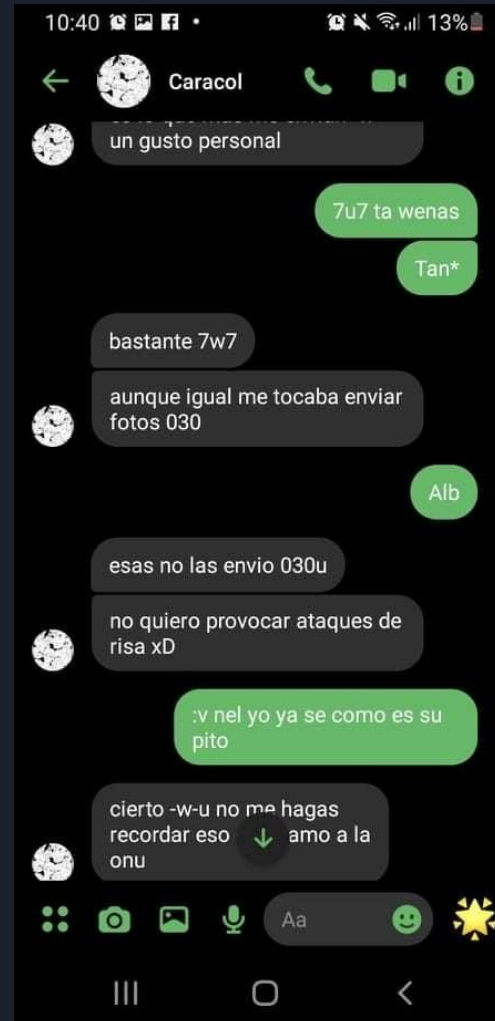 10:40
13%
Caracol
un gusto personal
7u7 ta wenas
Tan*
bastante 7w7
aunque igual me tocaba enviar
fotos 030
Alb
esas no las envio 030u
no quiero provocar ataques de
risa xD
:v nel yo ya se como es su
pito
cierto -w-u no me hagas
recordar eso amo a la
onu
Aa